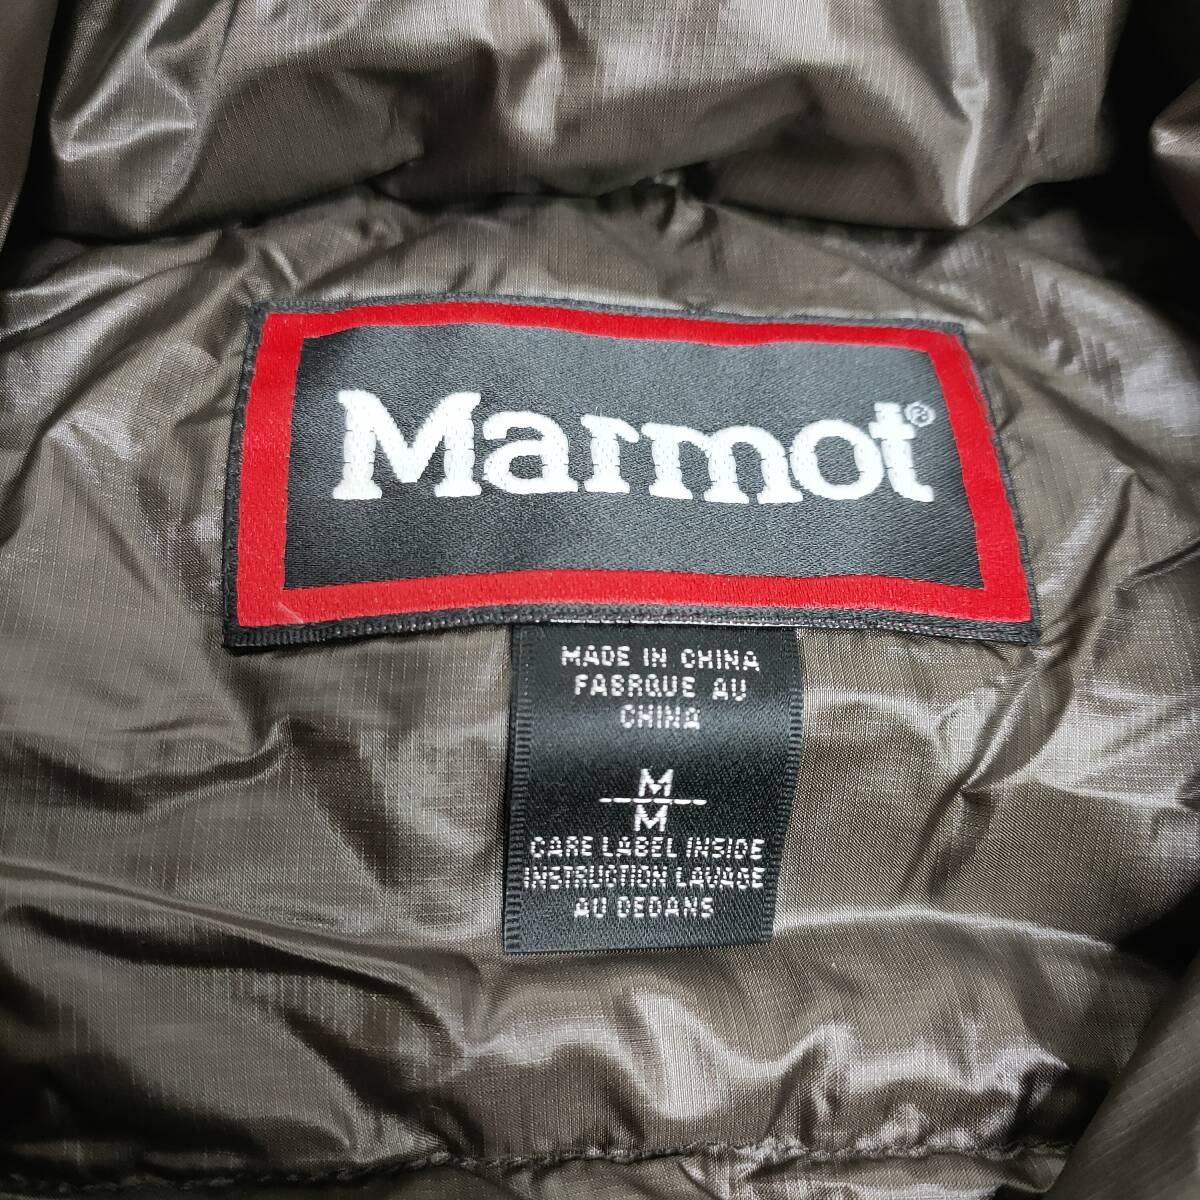 Marmot®
MADE IN CHINA
FABRQUE AU
CHINA
M
M
CARE LABEL INSIDE
INSTRUCTION LAVAGE
AU DEDANS